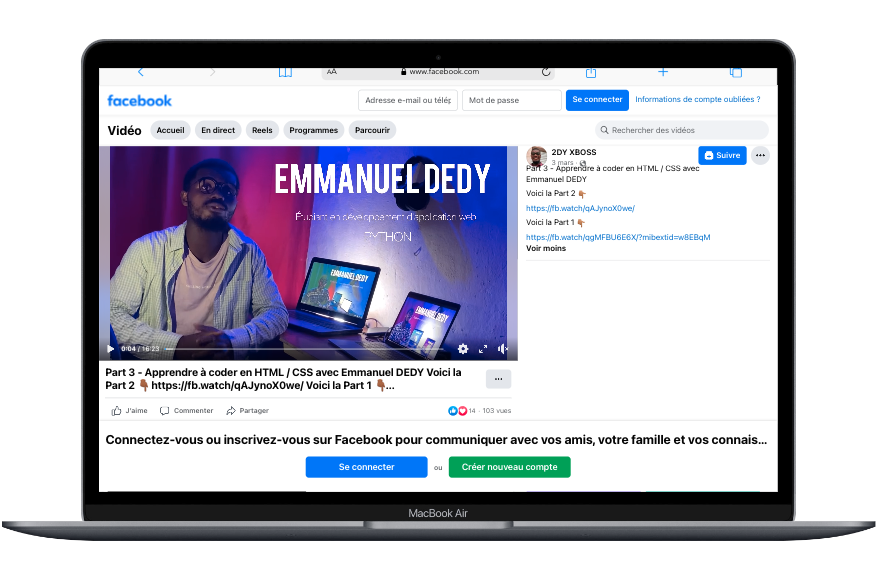 AA
www.facebook.com
facebook
Adresse e-mail ou télép
Mot de passe
Se connecter
Informations de compte oubliées ?
Vidéo
Accueil
En direct
Reels
Programmes
Parcourir
Rechercher des vidéos
EMMANUEL DEDY
Étudiant en développement d'application web
PYTHON
EMMANUEL DEDY
EMMANUEL DEDY
0:04 / 16:23
2DY XBOSS
3 mars ·
Suivre
Part 3 - Apprendre à coder en HTML / CSS avec
Emmanuel DEDY
Voici la Part 2 👇🏾
https://fb.watch/qAJynoX0we/
Voici la Part 1 👇🏾
https://fb.watch/qgMFBU6E6X/?mibextid=w8EBqM
Voir moins
Part 3 - Apprendre à coder en HTML / CSS avec Emmanuel DEDY Voici la
Part 2 👇🏾 https://fb.watch/qAJynoX0we/ Voici la Part 1 👇🏾...
J'aime
Commenter
Partager
14 · 103 vues
Connectez-vous ou inscrivez-vous sur Facebook pour communiquer avec vos amis, votre famille et vos connais...
Se connecter
ou
Créer nouveau compte
MacBook Air